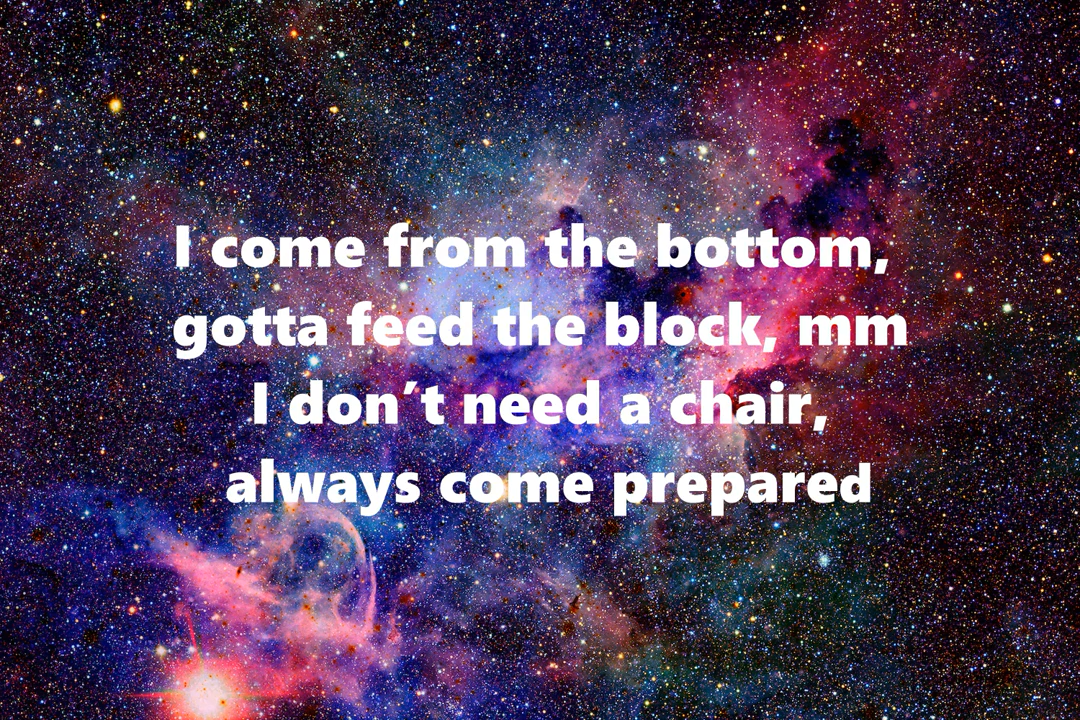 I come from the bottom,
gotta feed the block, mm
I don´t need a chair,
always come prepared